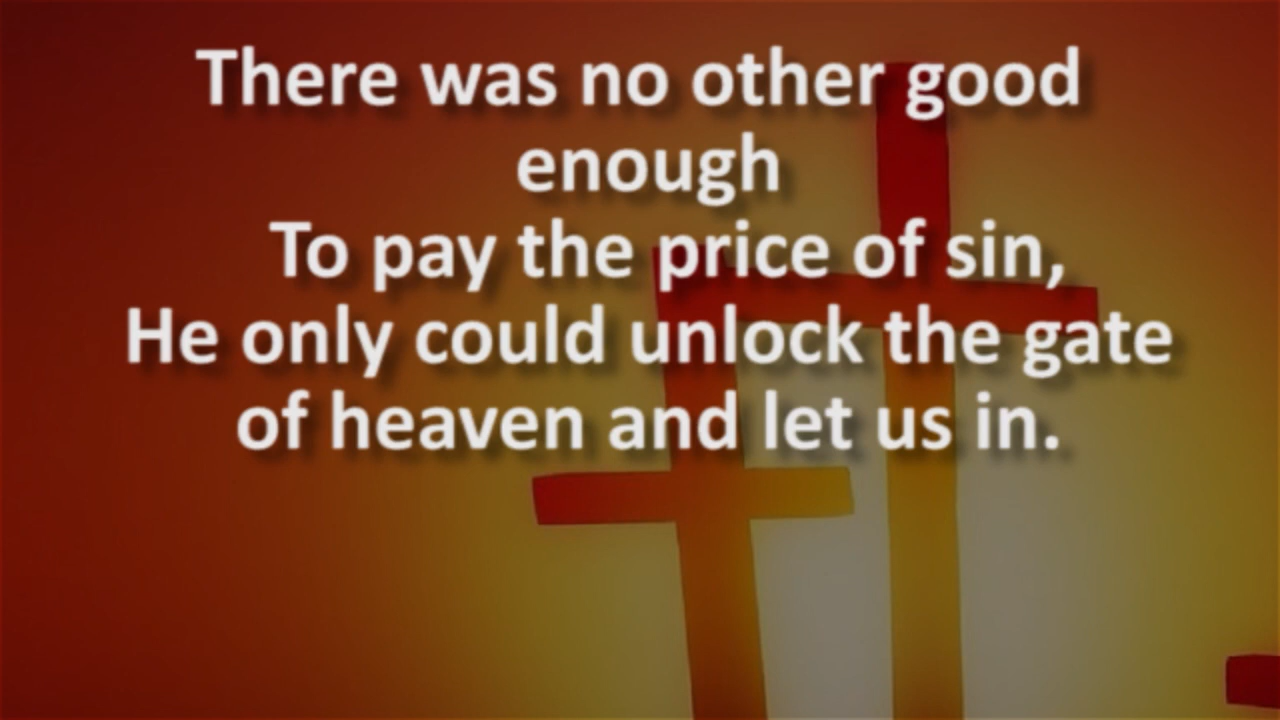 There was no other good
enough
To pay the price of sin,
He only could unlock the gate
of heaven and let us in.